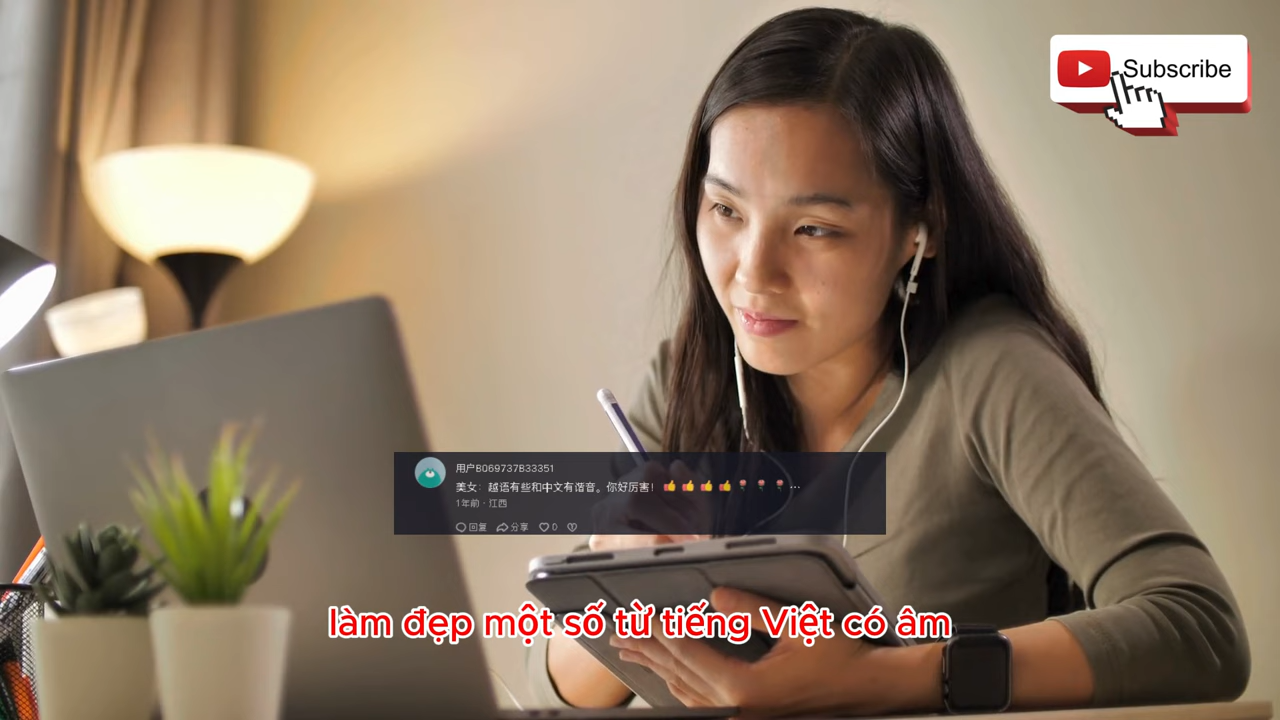 Subscribe
用户B069737B33351
美女：越语有些和中文有谐音。你好厉害！👍👍👍👍🌹🌹🌹...
1年前·江西
回复 分享 0
làm đẹp một số từ tiếng Việt có âm